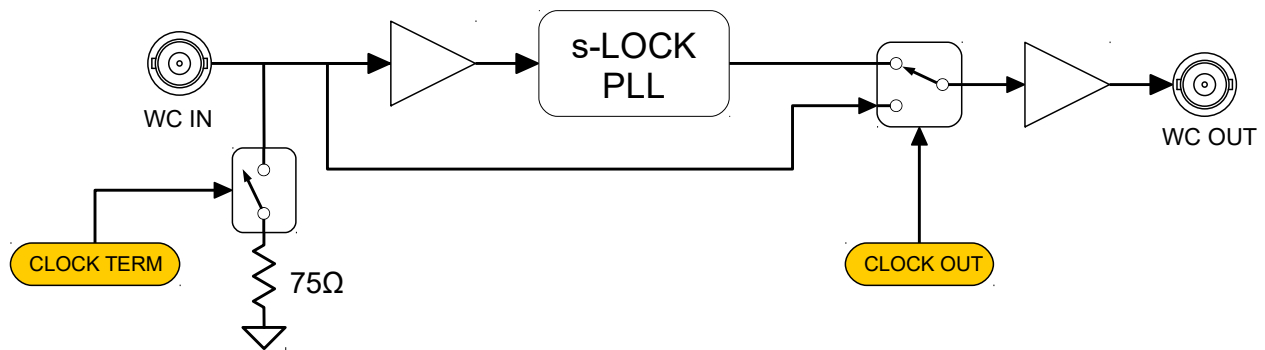 s-LOCK
PLL
WC IN
WC OUT
CLOCK TERM
75Ω
CLOCK OUT